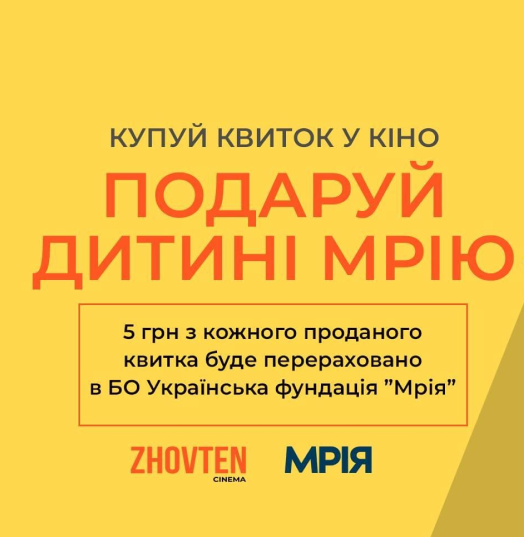 КУПУЙ КВИТОК У КІНО
ПОДАРУЙ
ДИТИНІ МРІЮ
5 грн з кожного проданого
квитка буде перераховано
в БО Українська фундація ”Мрія”
ZHOVTEN
CINEMA
МРІЯ